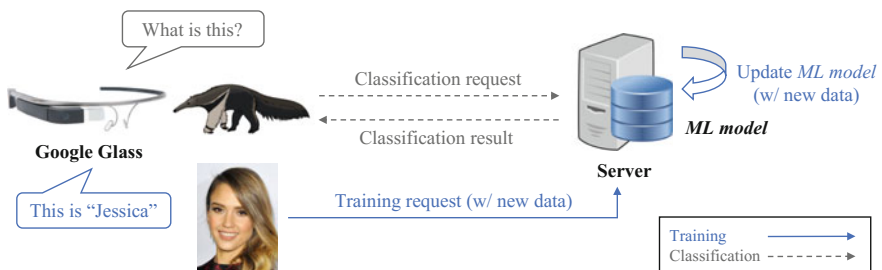 What is this?
Classification request
Classification result
Update ML model
(w/ new data)
ML model
Google Glass
Server
This is “Jessica”
Training request (w/ new data)
Training
Classification